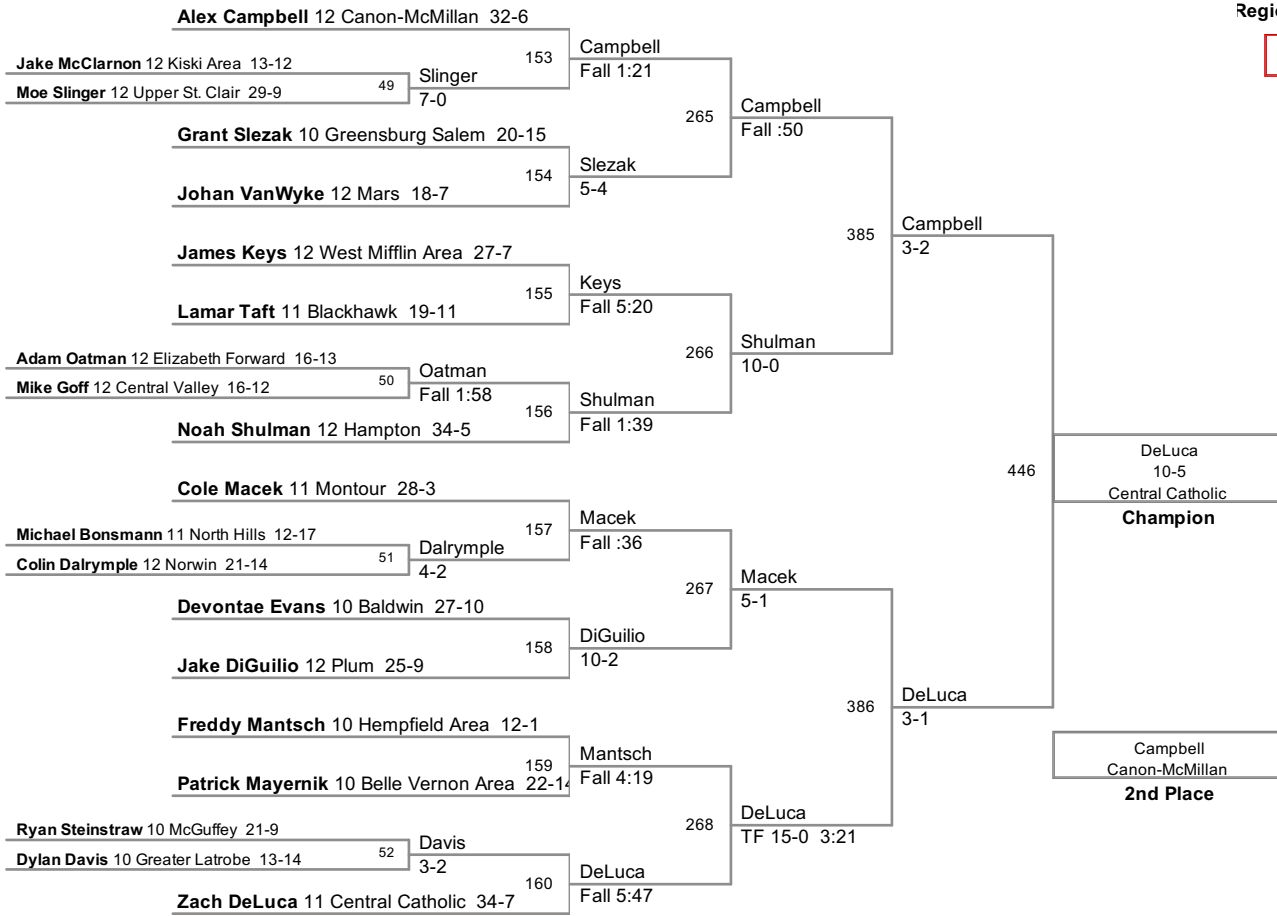 Alex Campbell 12 Canon-McMillan 32-6
Regi
153
Campbell
Fall 1:21
Jake McClarnon 12 Kiski Area 13-12
49
Slinger
7-0
Moe Slinger 12 Upper St. Clair 29-9
265
Campbell
Fall :50
Grant Slezak 10 Greensburg Salem 20-15
154
Slezak
5-4
Johan VanWyke 12 Mars 18-7
385
Campbell
3-2
James Keys 12 West Mifflin Area 27-7
155
Keys
Fall 5:20
Lamar Taft 11 Blackhawk 19-11
266
Shulman
10-0
Adam Oatman 12 Elizabeth Forward 16-13
50
Oatman
Fall 1:58
Mike Goff 12 Central Valley 16-12
156
Shulman
Fall 1:39
Noah Shulman 12 Hampton 34-5
446
DeLuca
10-5
Central Catholic
Champion
Cole Macek 11 Montour 28-3
157
Macek
Fall :36
Michael Bonsmann 11 North Hills 12-17
51
Dalrymple
4-2
Colin Dalrymple 12 Norwin 21-14
267
Macek
5-1
Devontae Evans 10 Baldwin 27-10
158
DiGuilio
10-2
Jake DiGuilio 12 Plum 25-9
386
DeLuca
3-1
Freddy Mantsch 10 Hempfield Area 12-1
159
Mantsch
Fall 4:19
Patrick Mayernik 10 Belle Vernon Area 22-14
Campbell
Canon-McMillan
2nd Place
268
DeLuca
TF 15-0 3:21
Ryan Steinstraw 10 McGuffey 21-9
52
Davis
3-2
Dylan Davis 10 Greater Latrobe 13-14
160
DeLuca
Fall 5:47
Zach DeLuca 11 Central Catholic 34-7